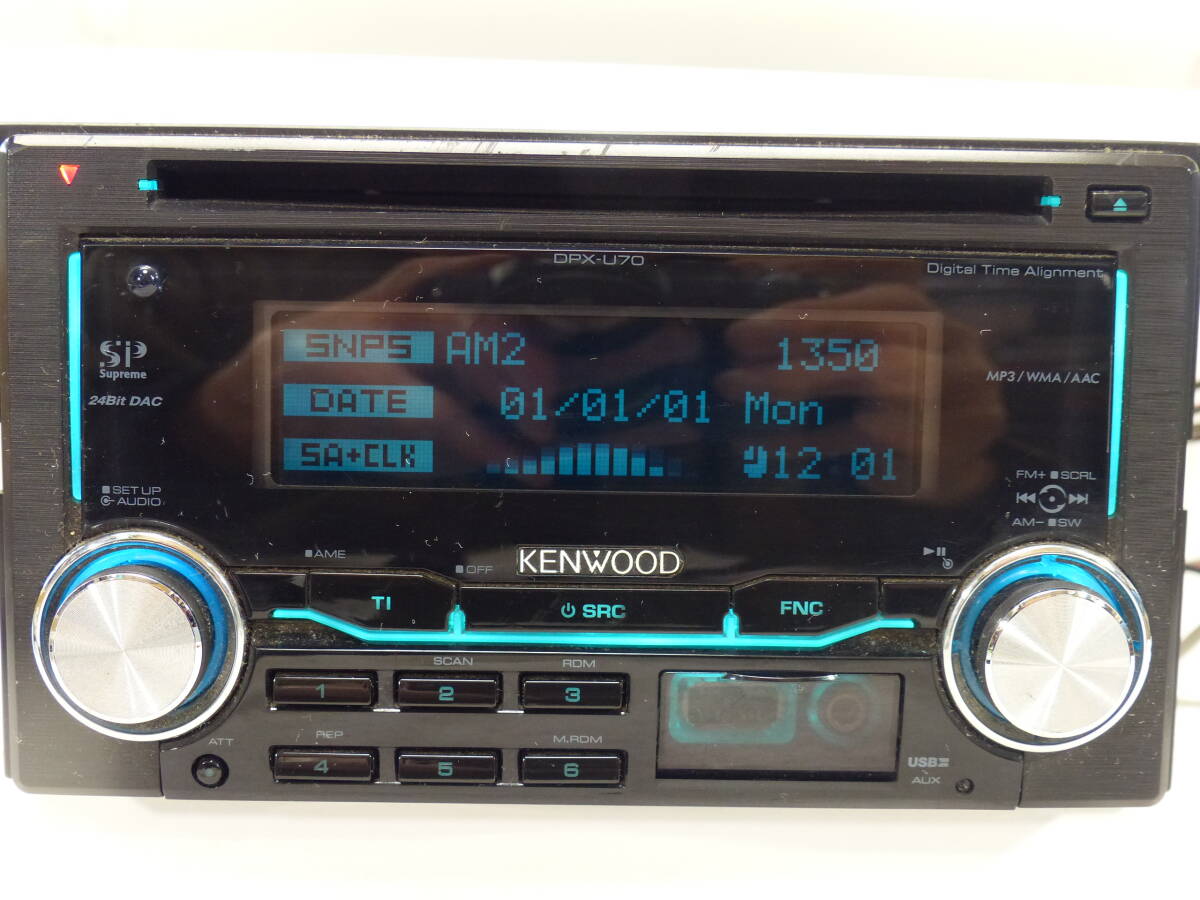 DPX-U70
Digital Time Alignment
Si P
Supreme
24Bit DAC
MP3 / WMA / AAC
SNPS AM2 1350
DATE 01/01/01 Mon
SA+CLK 12 01
SET UP
AUDIO
FM+ SCRL
AM- SW
AME
OFF
KENWOOD
TI
SRC
FNC
SCAN
RDM
1
2
3
ATT
REP
M.RDM
4
5
6
USB
AUX